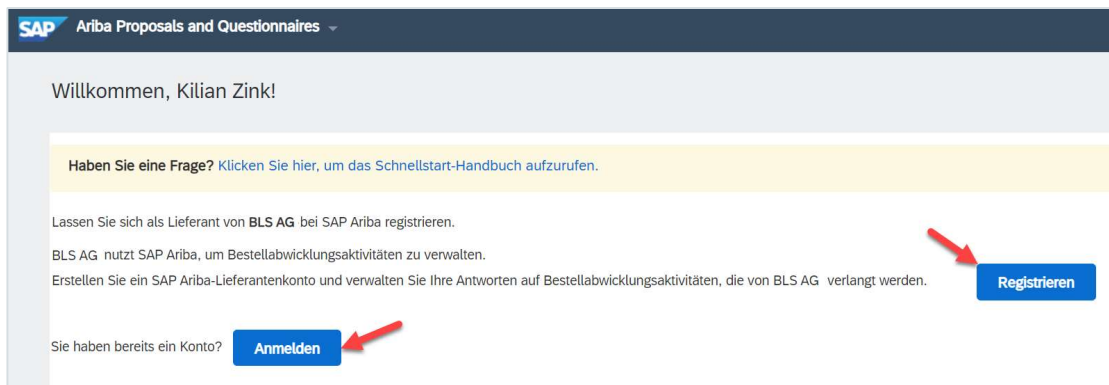 SAP Ariba Proposals and Questionnaires
Willkommen, Kilian Zink!
Haben Sie eine Frage? Klicken Sie hier, um das Schnellstart-Handbuch aufzurufen.
Lassen Sie sich als Lieferant von BLS AG bei SAP Ariba registrieren.
BLS AG nutzt SAP Ariba, um Bestellabwicklungsaktivitäten zu verwalten.
Erstellen Sie ein SAP Ariba-Lieferantenkonto und verwalten Sie Ihre Antworten auf Bestellabwicklungsaktivitäten, die von BLS AG verlangt werden. Registrieren
Sie haben bereits ein Konto? Anmelden